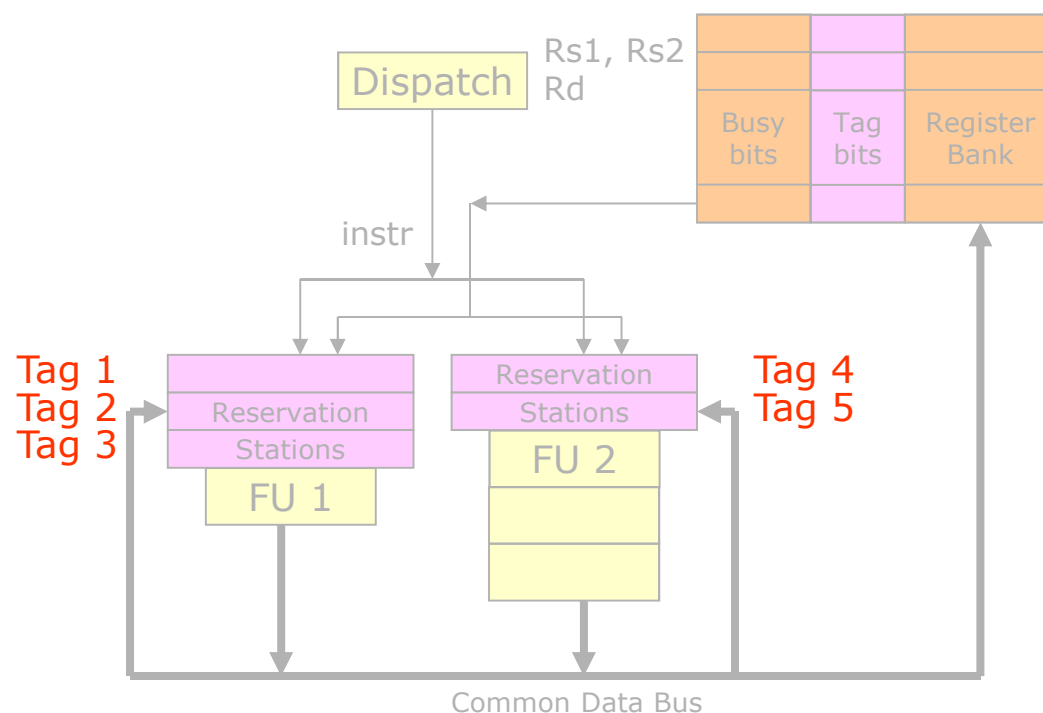 Rs1, Rs2
Rd
Dispatch
Busy
bits
Tag
bits
Register
Bank
instr
Tag 1
Tag 2
Tag 3
Reservation
Stations
FU 1
Reservation
Stations
FU 2
Tag 4
Tag 5
Common Data Bus